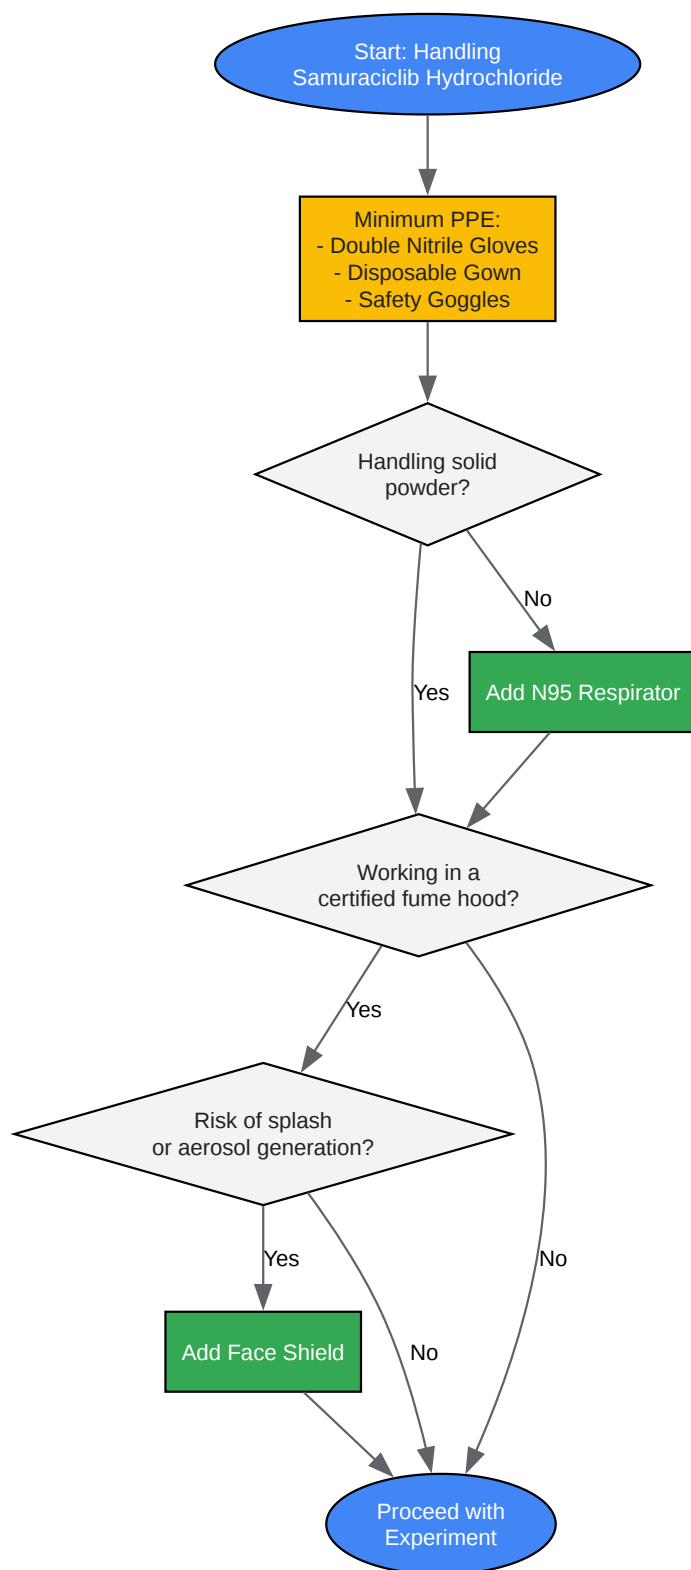 Start: Handling
Samuraciclib Hydrochloride
Minimum PPE:
- Double Nitrile Gloves
- Disposable Gown
- Safety Goggles
Handling solid
powder?
No
Yes
Add N95 Respirator
Working in a
certified fume hood?
Yes
Risk of splash
or aerosol generation?
Yes
No
Add Face Shield
No
Proceed with
Experiment